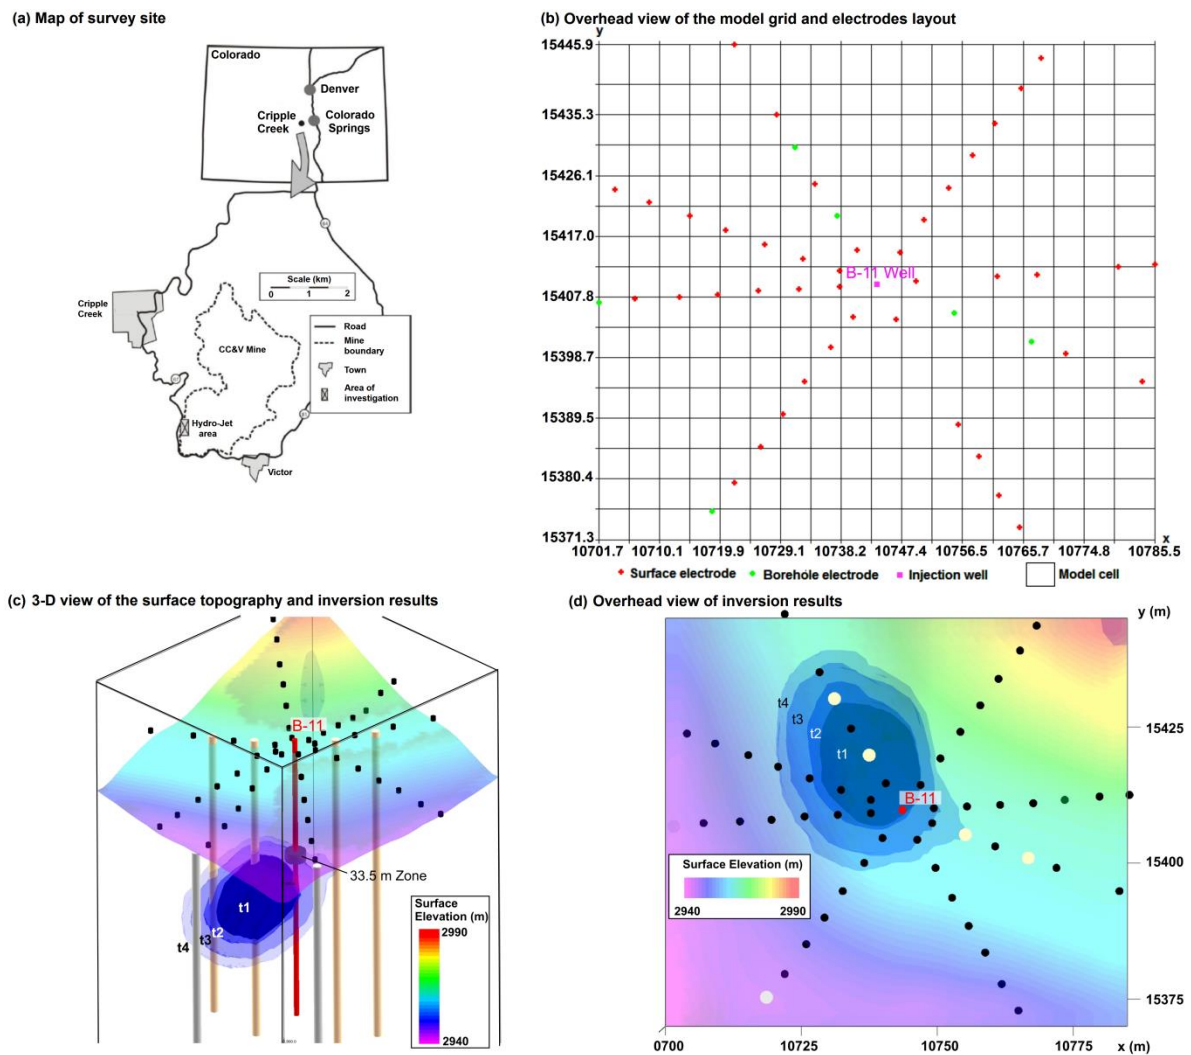 (a) Map of survey site
Colorado
Denver
Cripple
Creek
Colorado
Springs
Scale (km)
0 1 2
Cripple
Creek
CC&V Mine
Road
Mine
boundary
Town
Area of
investigation
Hydro-Jet
area
Victor
(b) Overhead view of the model grid and electrodes layout
y
15445.9
15435.3
15426.1
15417.0
15407.8
15398.7
15389.5
15380.4
15371.3
B-11 Well
x
10701.7 10710.1 10719.9 10729.1 10738.2 10747.4 10756.5 10765.7 10774.8 10785.5
Surface electrode Borehole electrode Injection well Model cell
(c) 3-D view of the surface topography and inversion results
B-11
33.5 m Zone
t1
t2
t3
t4
Surface
Elevation (m)
2990
2940
(d) Overhead view of inversion results
y (m)
t4
t3
t2
t1
B-11
15425
15400
15375
Surface Elevation (m)
2940 2990
0700 10725 10750 10775 x (m)